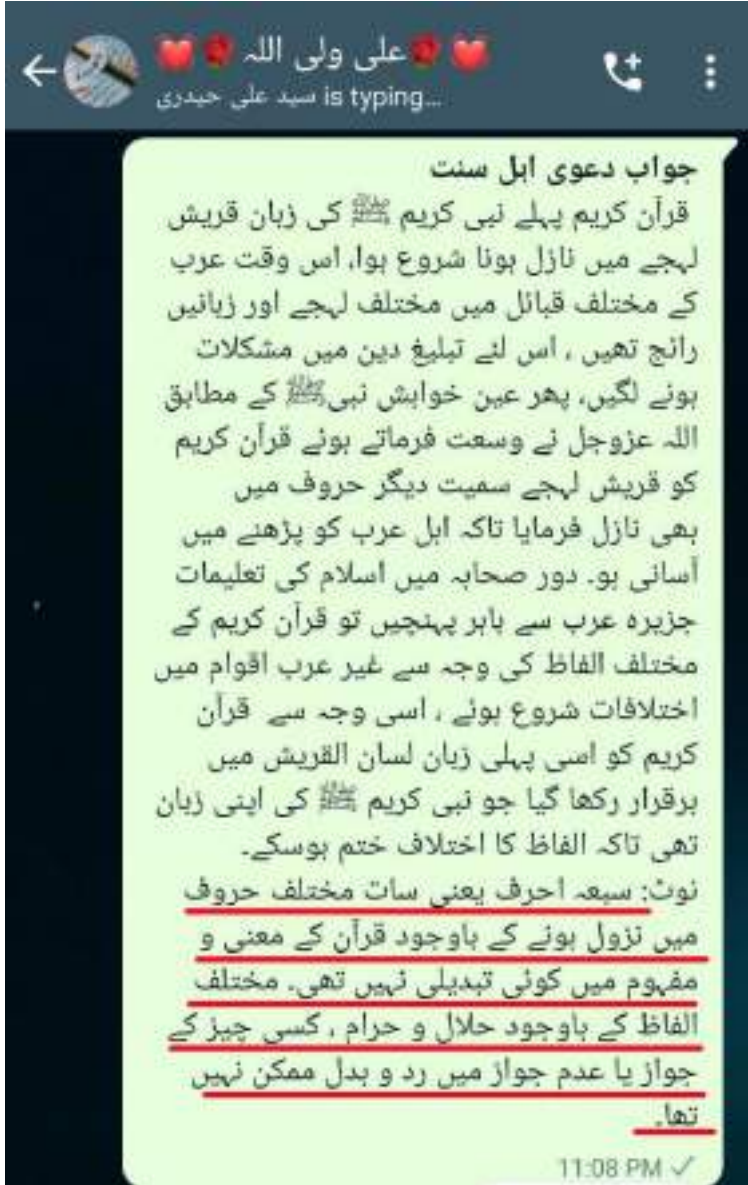 ❤️🌹علی ولی اللہ🌹❤️
سید علی حیدری is typing...
جواب دعوی اہل سنت
قرآن کریم پہلے نبی کریم ﷺ کی زبان قریش
لہجے میں نازل ہونا شروع ہوا، اس وقت عرب
کے مختلف قبائل میں مختلف لہجے اور زبانیں
رائج تھیں ، اس لئے تبلیغ دین میں مشکلات
ہونے لگیں، پھر عین خواہش نبیﷺ کے مطابق
اللہ عزوجل نے وسعت فرماتے ہوئے قرآن کریم
کو قریش لہجے سمیت دیگر حروف میں
بھی نازل فرمایا تاکہ اہل عرب کو پڑھنے میں
آسانی ہو۔ دور صحابہ میں اسلام کی تعلیمات
جزیرہ عرب سے باہر پہنچیں تو قرآن کریم کے
مختلف الفاظ کی وجہ سے غیر عرب اقوام میں
اختلافات شروع ہوئے ، اسی وجہ سے قرآن
کریم کو اسی پہلی زبان لسان القریش میں
برقرار رکھا گیا جو نبی کریم ﷺ کی اپنی زبان
تھی تاکہ الفاظ کا اختلاف ختم ہوسکے۔
نوٹ: سبعہ احرف یعنی سات مختلف حروف
میں نزول ہونے کے باوجود قرآن کے معنی و
مفہوم میں کوئی تبدیلی نہیں تھی۔ مختلف
الفاظ کے باوجود حلال و حرام ، کسی چیز کے
جواز یا عدم جواز میں رد و بدل ممکن نہیں
تھا۔
11:08 PM ✓